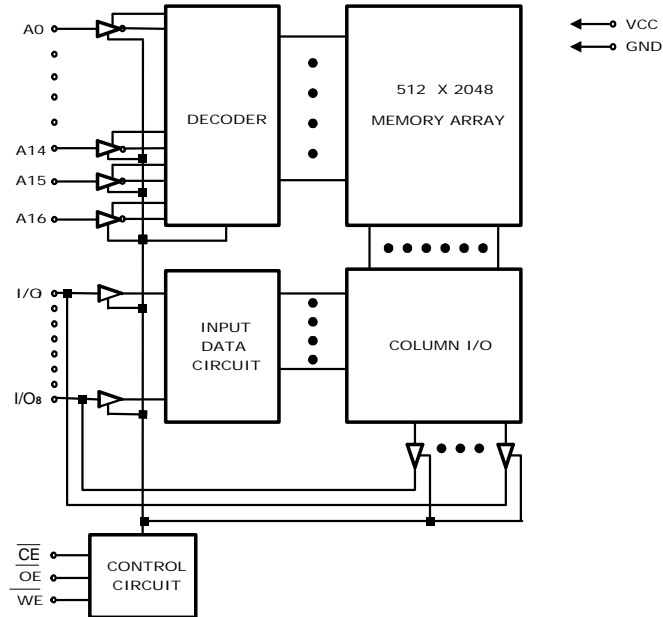 A0
VCC
GND
512 X 2048
MEMORY ARRAY
DECODER
A14
A15
A16
I/O
INPUT
DATA
CIRCUIT
COLUMN I/O
I/O8
CE
OE
WE
CONTROL
CIRCUIT